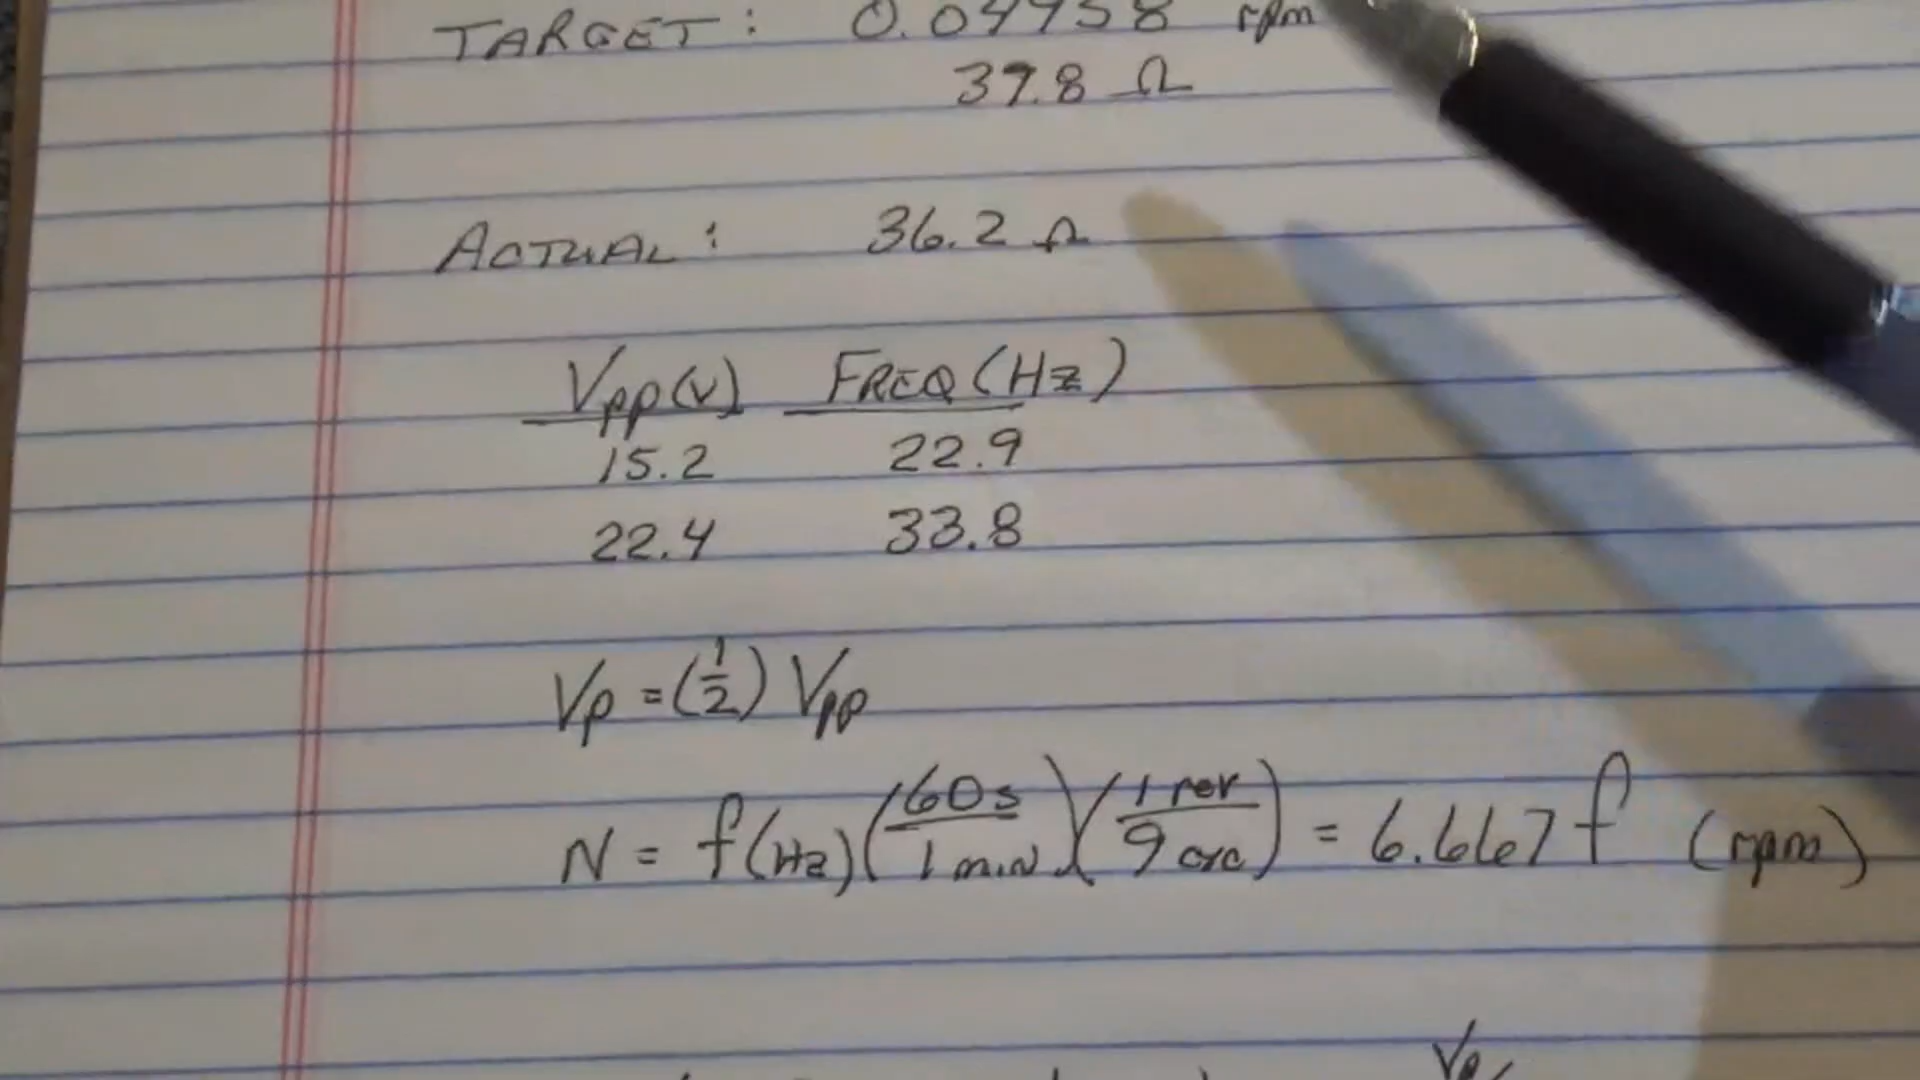 TARGET: 0.04958 rpm
37.8 Ω
ACTUAL: 36.2 Ω
Vpp(V) FREQ(Hz)
15.2 22.9
22.4 33.8
Vp = (1/2) Vpp
N = f(Hz)(60s/1 min)(1 rev/9 cyc) = 6.667 f (rpm)
Vp/